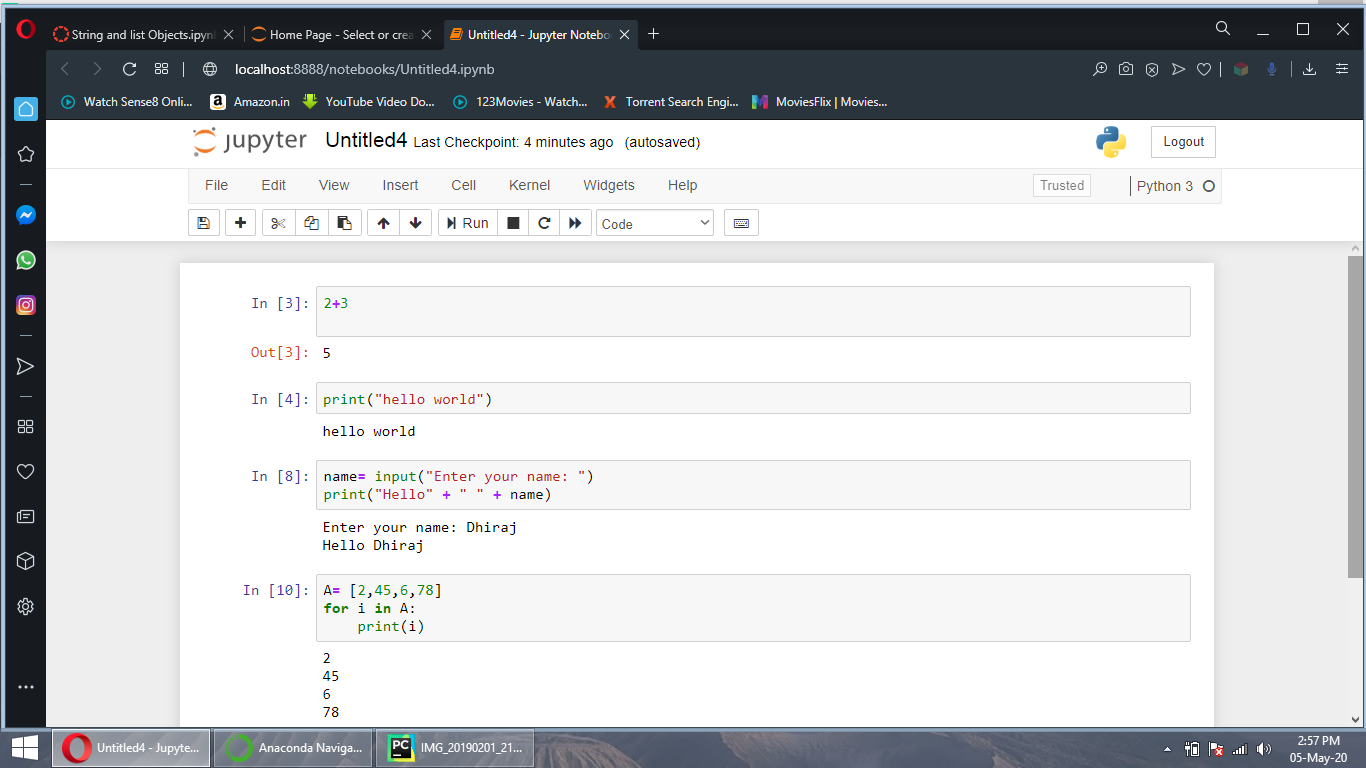 String and list Objects.ipyn
Home Page - Select or crea
Untitled4 - Jupyter Notebo
localhost:8888/notebooks/Untitled4.ipynb
Watch Sense8 Onli...
Amazon.in
YouTube Video Do...
123Movies - Watch...
Torrent Search Engi...
MoviesFlix | Movies...
jupyter Untitled4 Last Checkpoint: 4 minutes ago (autosaved)
Logout
File Edit View Insert Cell Kernel Widgets Help
Trusted
Python 3
Run
Code
In [3]: 2+3
Out[3]: 5
In [4]: print("hello world")
hello world
In [8]: name= input("Enter your name: ")
print("Hello" + " " + name)
Enter your name: Dhiraj
Hello Dhiraj
In [10]: A= [2,45,6,78]
for i in A:
    print(i)
2
45
6
78
Untitled4 - Jupyte...
Anaconda Naviga...
PC
IMG_20190201_21...
2:57 PM
05-May-20